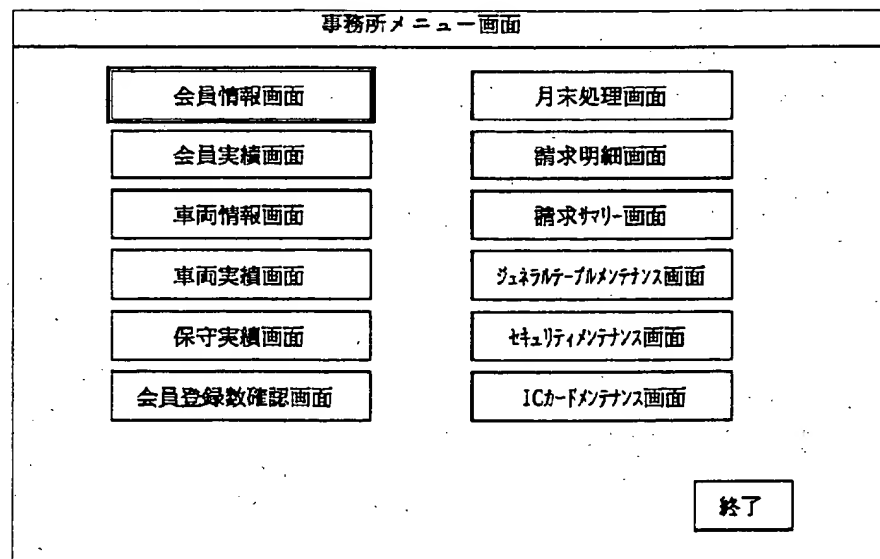 事務所メニュー画面
会員情報画面
会員実績画面
車両情報画面
車両実績画面
保守実績画面
会員登録数確認画面
月末処理画面
請求明細画面
請求ｻﾏﾘｰ画面
ｼﾞｭﾈﾗﾙﾃｰﾌﾞﾙﾒﾝﾃﾅﾝｽ画面
ｾｷｭﾘﾃｨﾒﾝﾃﾅﾝｽ画面
ICｶｰﾄﾞﾒﾝﾃﾅﾝｽ画面
終了